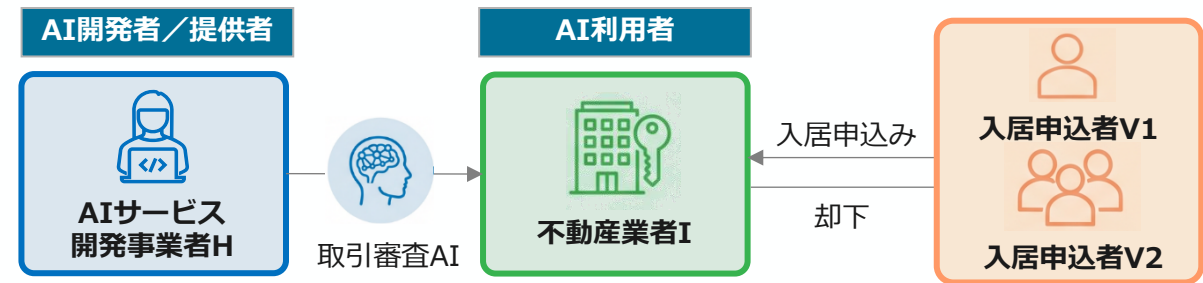 AI開発者／提供者
AI利用者
</>
AIサービス
開発事業者H
取引審査AI
不動産業者I
入居申込み
却下
入居申込者V1
入居申込者V2